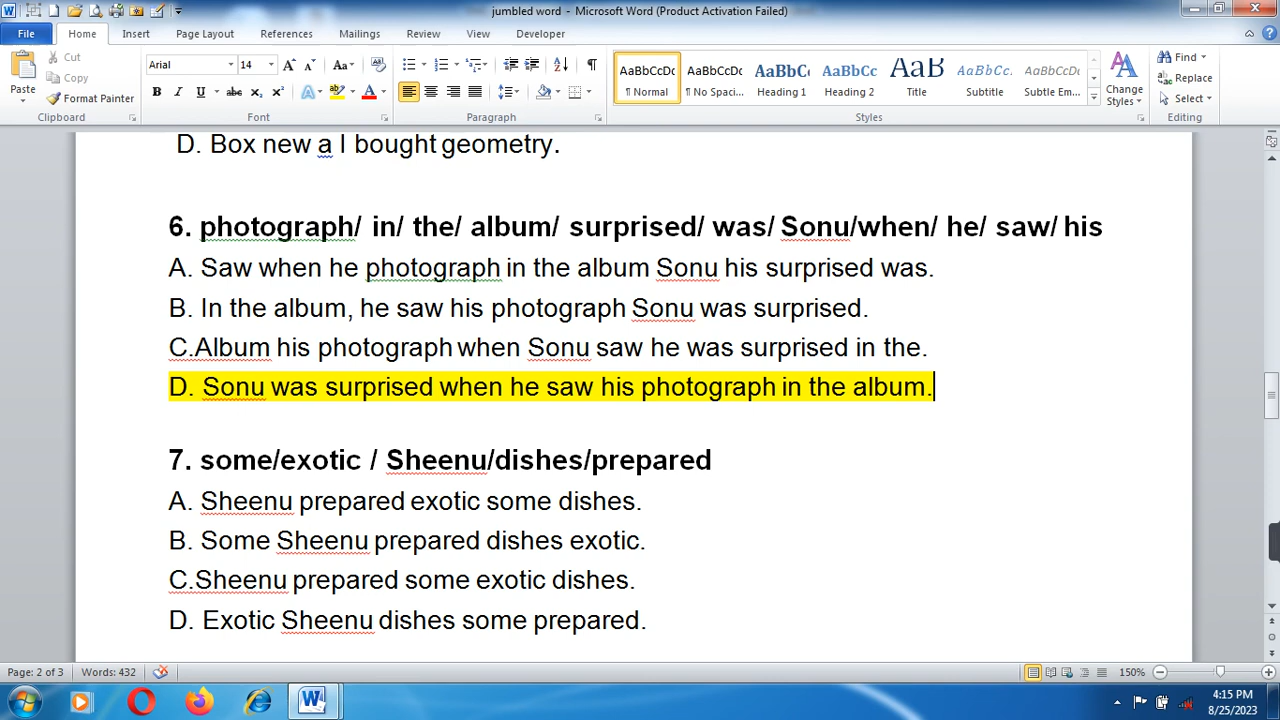 jumbled word - Microsoft Word (Product Activation Failed)
File Home Insert Page Layout References Mailings Review View Developer
Paste
Cut
Copy
Format Painter
Clipboard
Arial 14
Font
Paragraph
AaBbCcDc ¶ Normal
AaBbCcDc ¶ No Spaci...
AaBbCc Heading 1
AaBbCc Heading 2
AaB Title
AaBbCcDc Subtitle
AaBbCcDc Subtle Em...
Change Styles
Styles
Find
Replace
Select
Editing
D. Box new a I bought geometry.
6. photograph/ in/ the/ album/ surprised/ was/ Sonu/when/ he/ saw/ his
A. Saw when he photograph in the album Sonu his surprised was.
B. In the album, he saw his photograph Sonu was surprised.
C.Album his photograph when Sonu saw he was surprised in the.
D. Sonu was surprised when he saw his photograph in the album.
7. some/exotic / Sheenu/dishes/prepared
A. Sheenu prepared exotic some dishes.
B. Some Sheenu prepared dishes exotic.
C.Sheenu prepared some exotic dishes.
D. Exotic Sheenu dishes some prepared.
Page: 2 of 3 Words: 432 150%
4:15 PM
8/25/2023